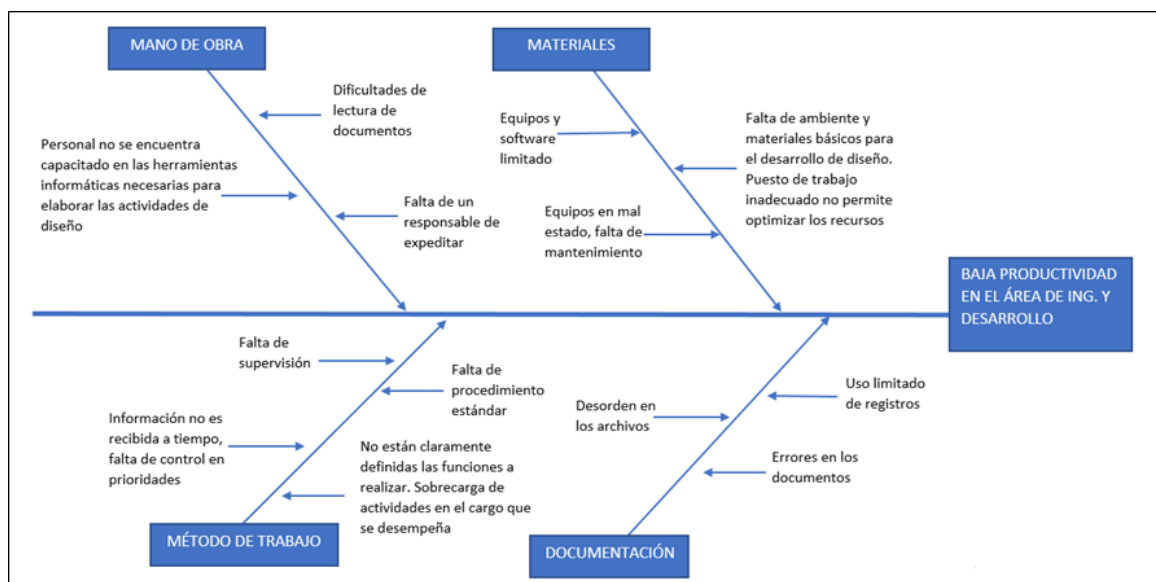 MANO DE OBRA
MATERIALES
Dificultades de
lectura de
documentos
Personal no se encuentra
capacitado en las herramientas
informáticas necesarias para
elaborar las actividades de
diseño
Falta de un
responsable de
expeditar
Equipos y
software
limitado
Falta de ambiente y
materiales básicos para
el desarrollo de diseño.
Puesto de trabajo
inadecuado no permite
optimizar los recursos
Equipos en mal
estado, falta de
mantenimiento
BAJA PRODUCTIVIDAD
EN EL ÁREA DE ING. Y
DESARROLLO
Falta de
supervisión
Falta de
procedimiento
estándar
Información no es
recibida a tiempo,
falta de control en
prioridades
No están claramente
definidas las funciones a
realizar. Sobrecarga de
actividades en el cargo que
se desempeña
Desorden en
los archivos
Uso limitado
de registros
Errores en los
documentos
MÉTODO DE TRABAJO
DOCUMENTACIÓN